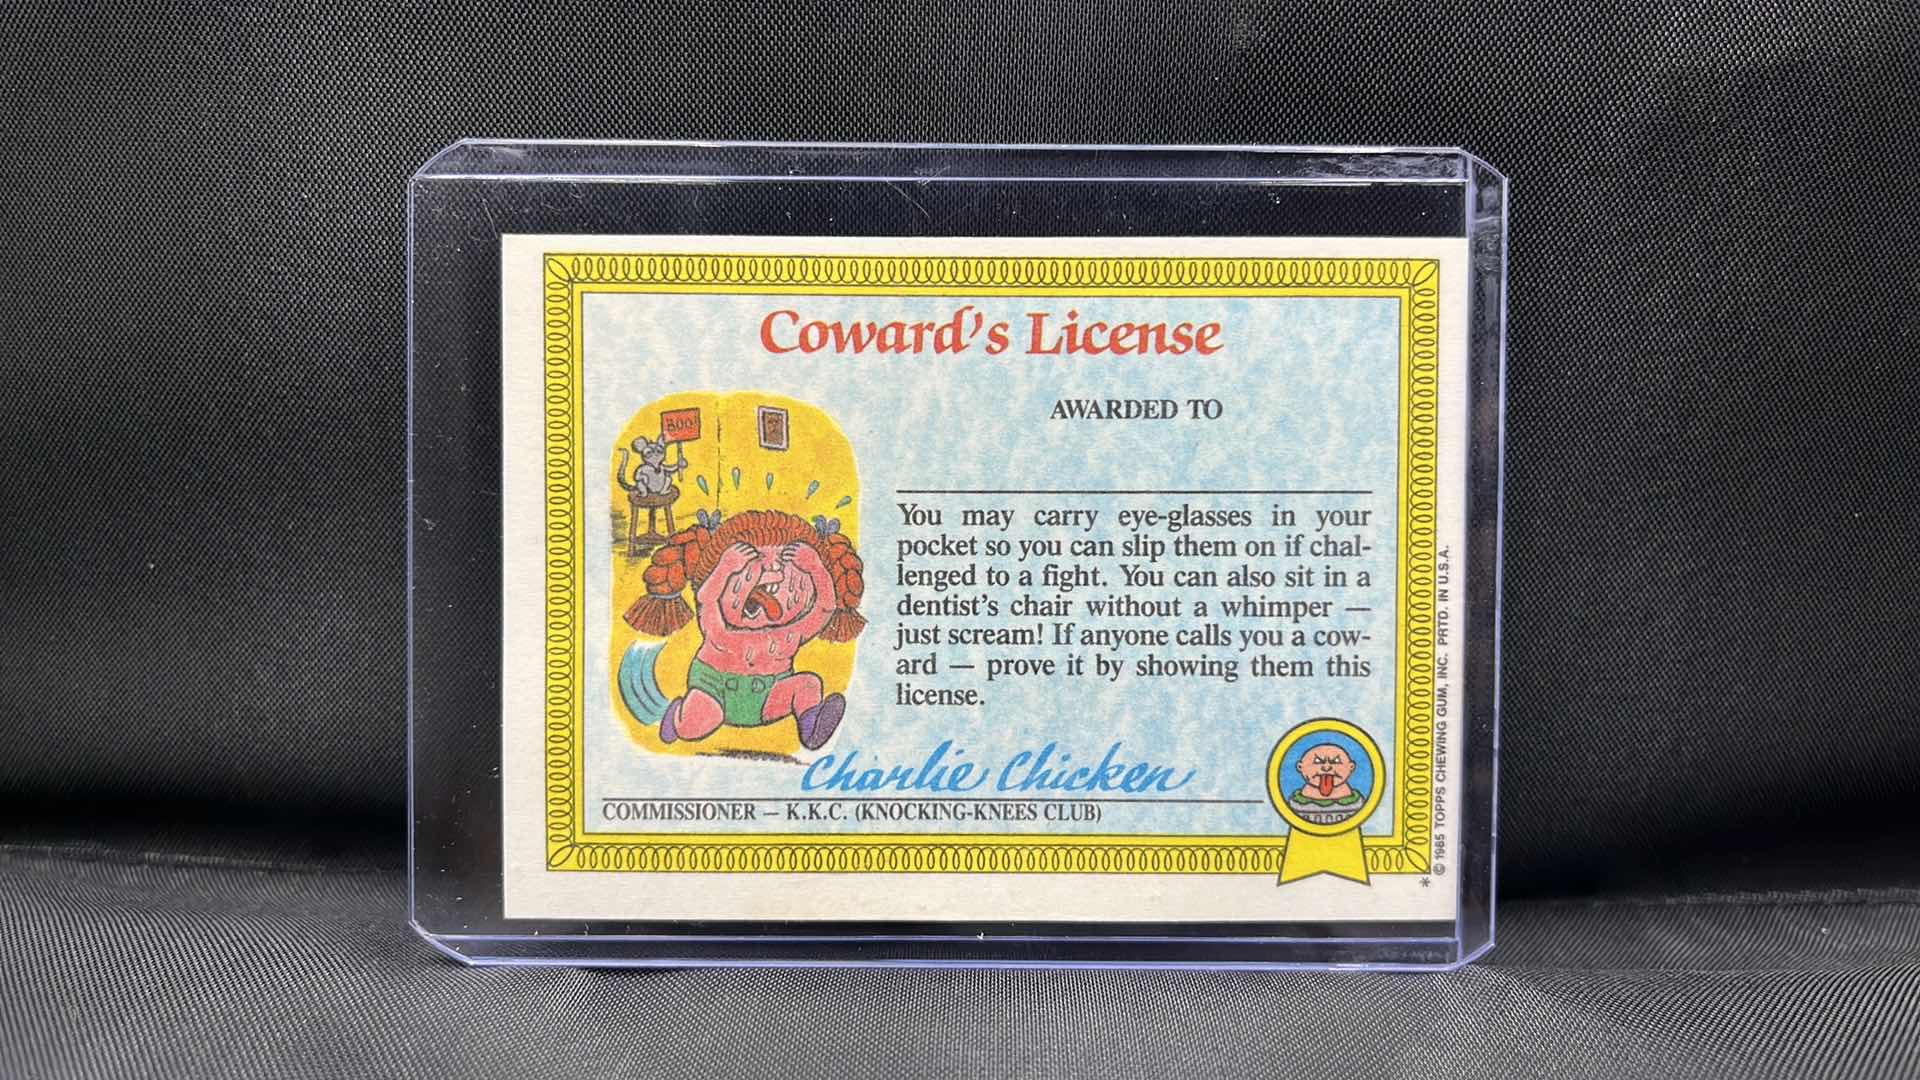 Coward's License
BOO!
AWARDED TO
You may carry eye-glasses in your
pocket so you can slip them on if chal-
lenged to a fight. You can also sit in a
dentist's chair without a whimper —
just scream! If anyone calls you a cow-
ard — prove it by showing them this
license.
Charlie Chicken
COMMISSIONER — K.K.C. (KNOCKING-KNEES CLUB)
* © 1985 TOPPS CHEWING GUM, INC. PRTD. IN U.S.A.